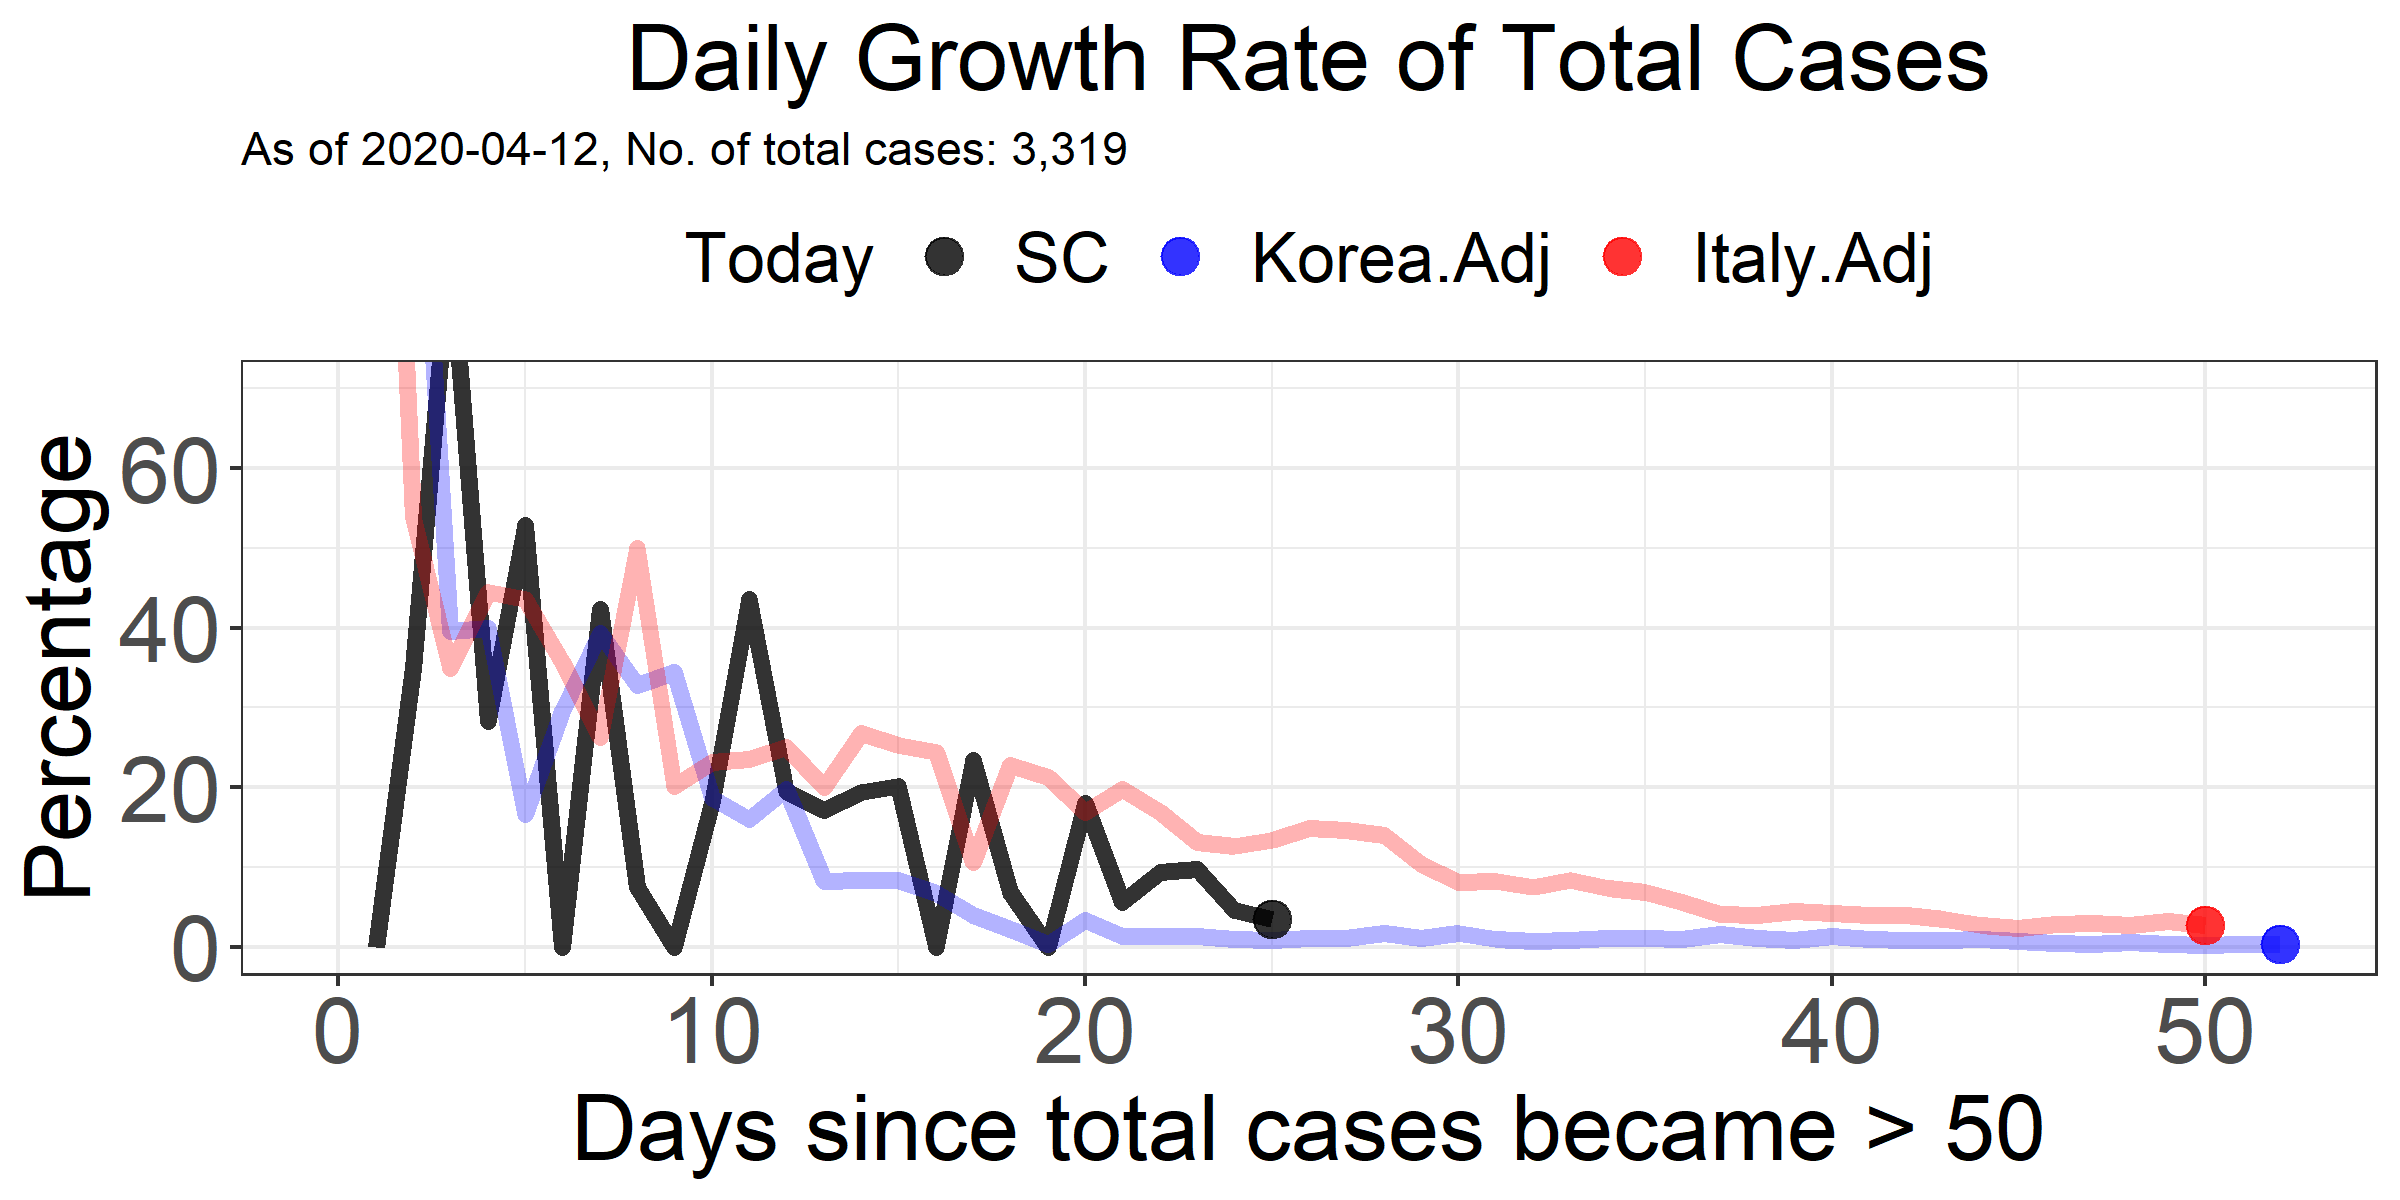 Daily Growth Rate of Total Cases
As of 2020-04-12, No. of total cases: 3,319
Today SC Korea.Adj Italy.Adj
Percentage
60
40
20
0
0 10 20 30 40 50
Days since total cases became > 50